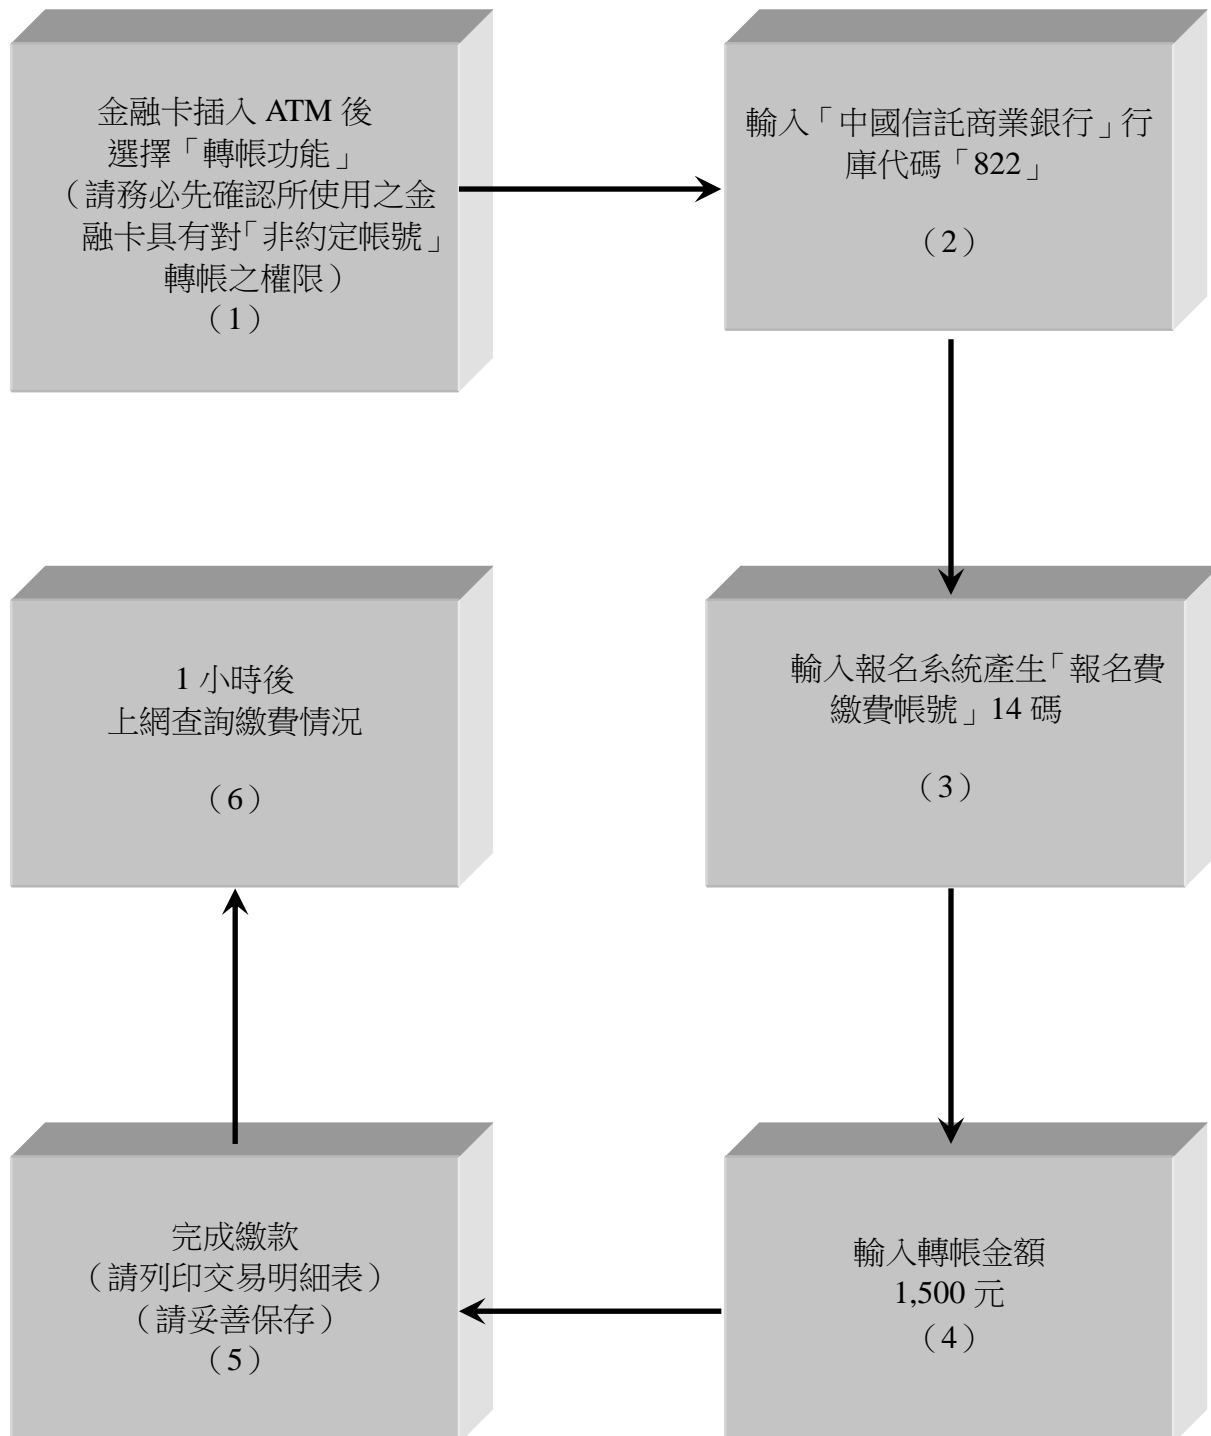 金融卡插入 ATM 後
選擇「轉帳功能」
（請務必先確認所使用之金
融卡具有對「非約定帳號」
轉帳之權限）
（1）
輸入「中國信託商業銀行」行
庫代碼「822」
（2）
輸入報名系統產生「報名費
繳費帳號」14 碼
（3）
輸入轉帳金額
1,500 元
（4）
完成繳款
（請列印交易明細表）
（請妥善保存）
（5）
1 小時後
上網查詢繳費情況
（6）